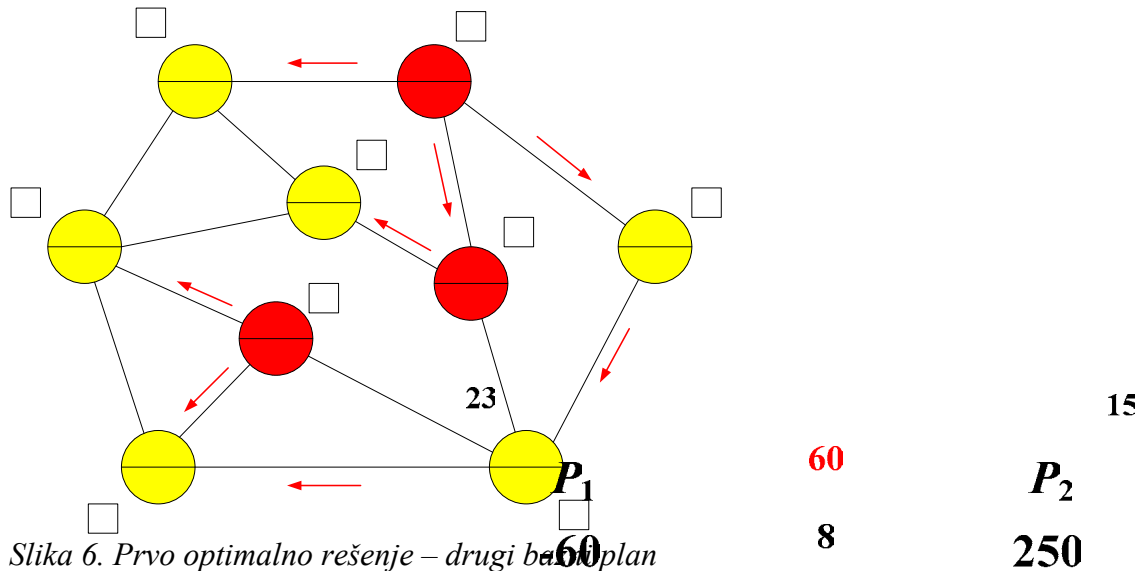 23
15
60
P₁
P₂
8
Slika 6. Prvo optimalno rešenje – drugi bazni plan
-60
250